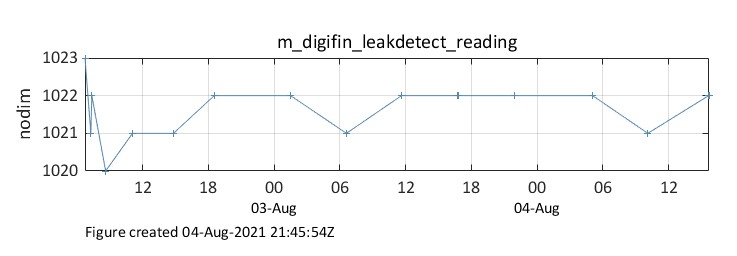 m_digifin_leakdetect_reading
1023
1022
1021
1020
nodim
12 18 00 06 12 18 00 06 12
03-Aug 04-Aug
Figure created 04-Aug-2021 21:45:54Z